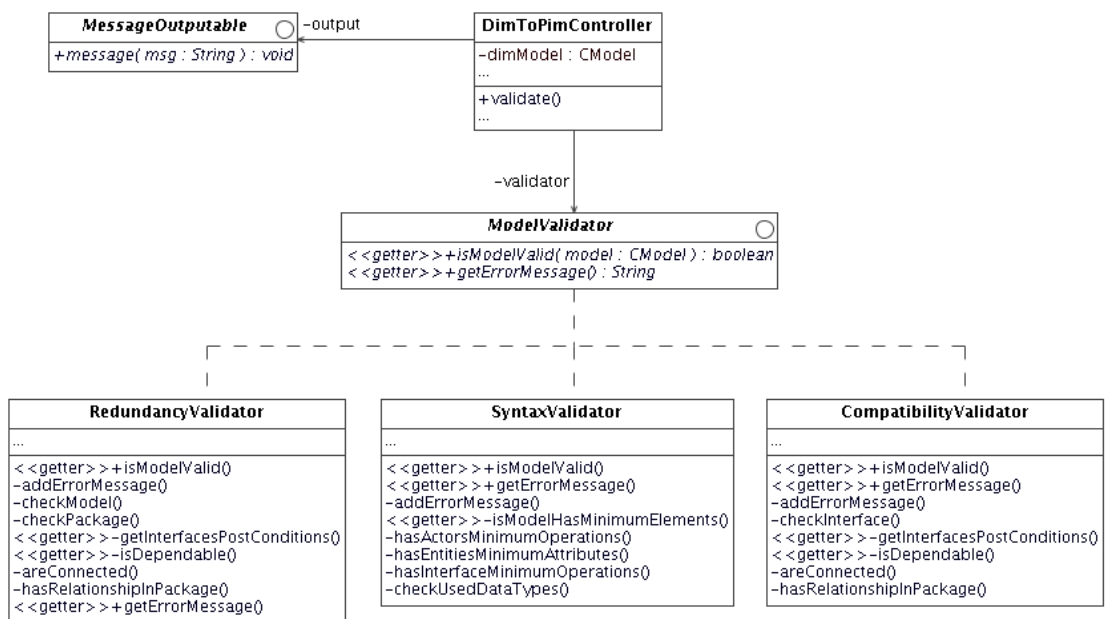 MessageOutputable
+message( msg : String ) : void
-output
DimToPimController
-dimModel : CModel
...
+validate()
...
-validator
ModelValidator
<<getter>>+isModelValid( model : CModel ) : boolean
<<getter>>+getErrorMessage() : String
RedundancyValidator
...
<<getter>>+isModelValid()
-addErrorMessage()
-checkModel()
-checkPackage()
<<getter>>-getInterfacesPostConditions()
<<getter>>-isDependable()
-areConnected()
-hasRelationshipInPackage()
<<getter>>+getErrorMessage()
SyntaxValidator
...
<<getter>>+isModelValid()
<<getter>>+getErrorMessage()
-addErrorMessage()
<<getter>>-isModelHasMinimumElements()
-hasActorsMinimumOperations()
-hasEntitiesMinimumAttributes()
-hasInterfaceMinimumOperations()
-checkUsedDataTypes()
CompatibilityValidator
...
<<getter>>+isModelValid()
<<getter>>+getErrorMessage()
-addErrorMessage()
-checkInterface()
<<getter>>-getInterfacesPostConditions()
<<getter>>-isDependable()
-areConnected()
-hasRelationshipInPackage()